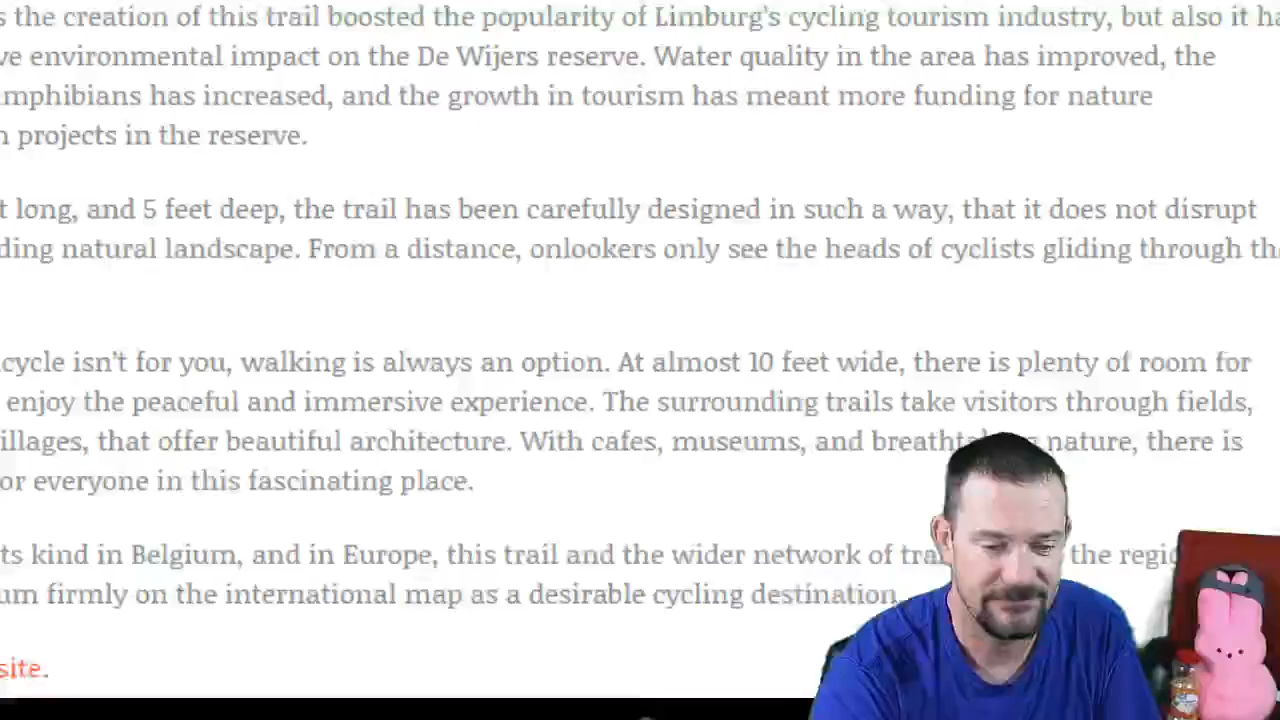 s the creation of this trail boosted the popularity of Limburg's cycling tourism industry, but also it ha
ve environmental impact on the De Wijers reserve. Water quality in the area has improved, the
mphibians has increased, and the growth in tourism has meant more funding for nature
n projects in the reserve.
t long, and 5 feet deep, the trail has been carefully designed in such a way, that it does not disrupt
ding natural landscape. From a distance, onlookers only see the heads of cyclists gliding through th
cycle isn't for you, walking is always an option. At almost 10 feet wide, there is plenty of room for
enjoy the peaceful and immersive experience. The surrounding trails take visitors through fields,
illages, that offer beautiful architecture. With cafes, museums, and nature, there is
or everyone in this fascinating place.
ts kind in Belgium, and in Europe, this trail and the wider network of the regi
um firmly on the international map as a desirable cycling destination.
site.